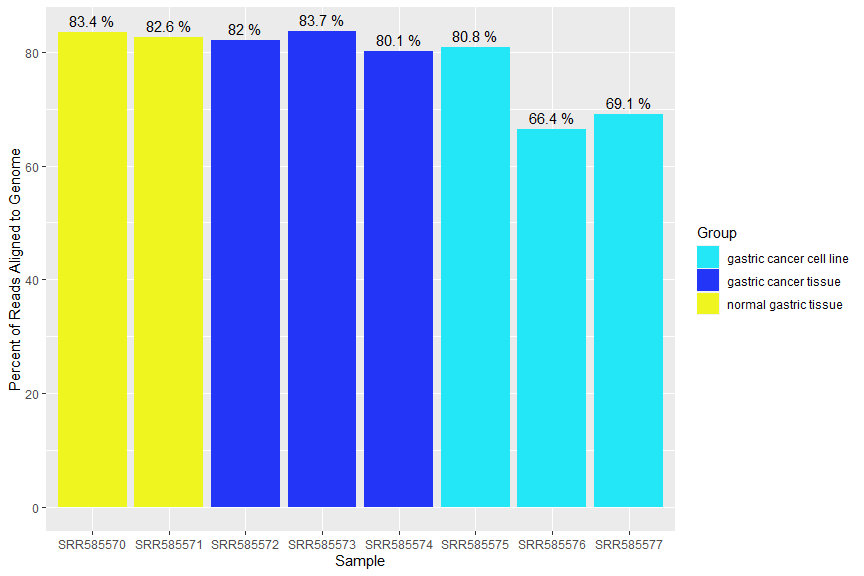 83.4 %
82.6 %
82 %
83.7 %
80.1 %
80.8 %
66.4 %
69.1 %
80
60
40
20
0
Percent of Reads Aligned to Genome
SRR585570 SRR585571 SRR585572 SRR585573 SRR585574 SRR585575 SRR585576 SRR585577
Sample
Group
gastric cancer cell line
gastric cancer tissue
normal gastric tissue